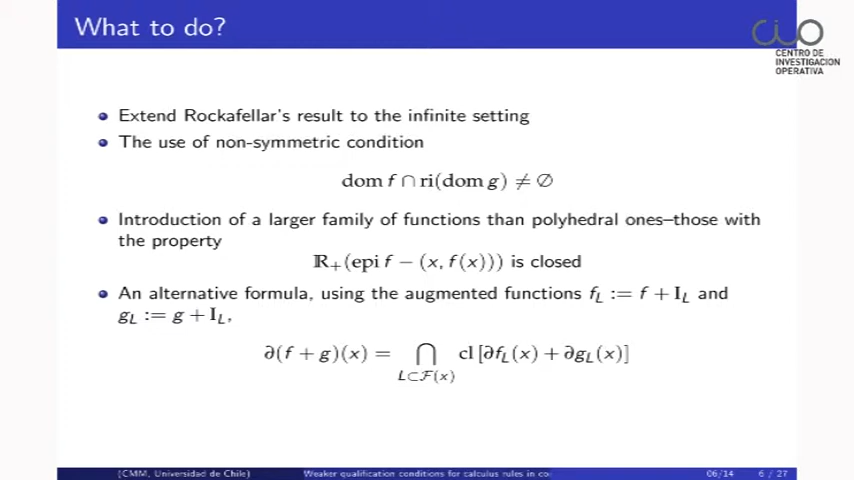 What to do?
CENTRO DE
INVESTIGACION
OPERATIVA
Extend Rockafellar's result to the infinite setting
The use of non-symmetric condition
dom f ∩ ri(dom g) ≠ ∅
Introduction of a larger family of functions than polyhedral ones–those with
the property
ℝ₊(epi f − (x, f(x))) is closed
An alternative formula, using the augmented functions f_L := f + I_L and
g_L := g + I_L,
∂(f + g)(x) = ⋂ cl [∂f_L(x) + ∂g_L(x)]
L⊂ℱ(x)
(CMM, Universidad de Chile) Weaker qualification conditions for calculus rules in co 06/14 6 / 27